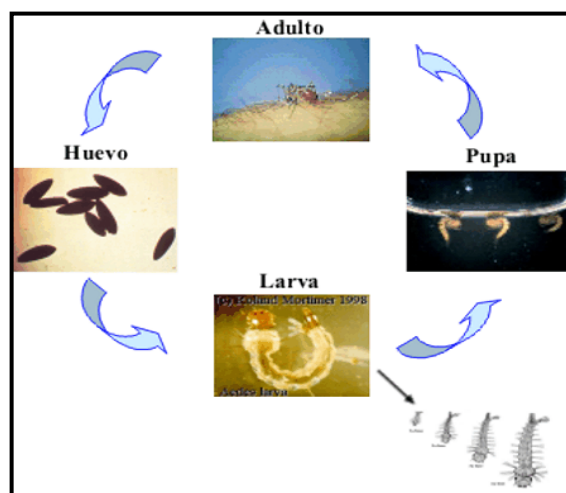 Adulto
Huevo
Pupa
Larva
(c) Roland Mortimer 1998
Aedes larva